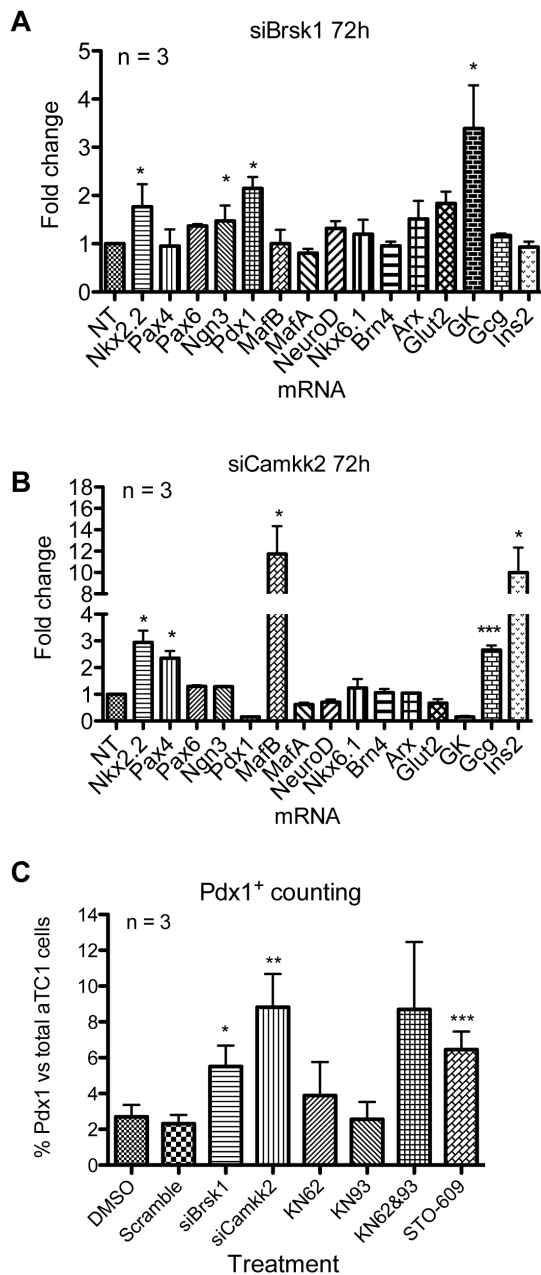 A
siBrsk1 72h
n = 3
Fold change
5
4
3
2
1
0
NT
Nkx2.2
Pax4
Pax6
Ngn3
Pdx1
MafB
MafA
NeuroD
Nkx6.1
Brn4
Arx
Glut2
GK
Gcg
Ins2
*
*
*
*
mRNA
B
siCamkk2 72h
n = 3
Fold change
18
16
14
12
10
8
4
3
2
1
0
*
*
*
***
*
NT
Nkx2.2
Pax4
Pax6
Ngn3
Pdx1
MafB
MafA
NeuroD
Nkx6.1
Brn4
Arx
Glut2
GK
Gcg
Ins2
mRNA
C
Pdx1+ counting
n = 3
% Pdx1 vs total aTC1 cells
14
12
10
8
6
4
2
0
*
**
***
DMSO
Scramble
siBrsk1
siCamkk2
KN62
KN93
KN62&93
STO-609
Treatment